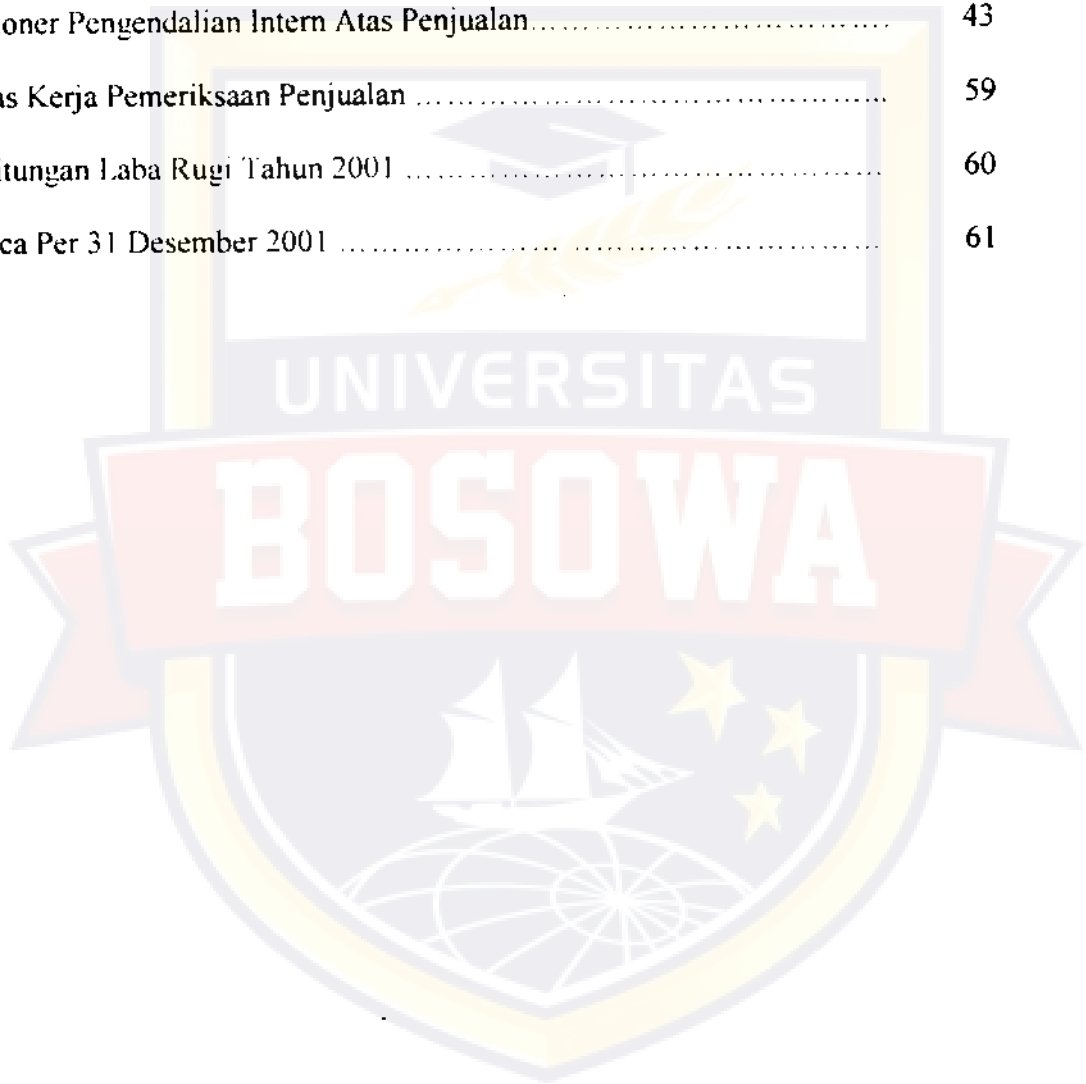 oner Pengendalian Intern Atas Penjualan.................................... 43
as Kerja Pemeriksaan Penjualan .............................................. 59
itungan Laba Rugi Tahun 2001 .............................................. 60
ca Per 31 Desember 2001 ...................................................... 61
UNIVERSITAS
BOSOWA